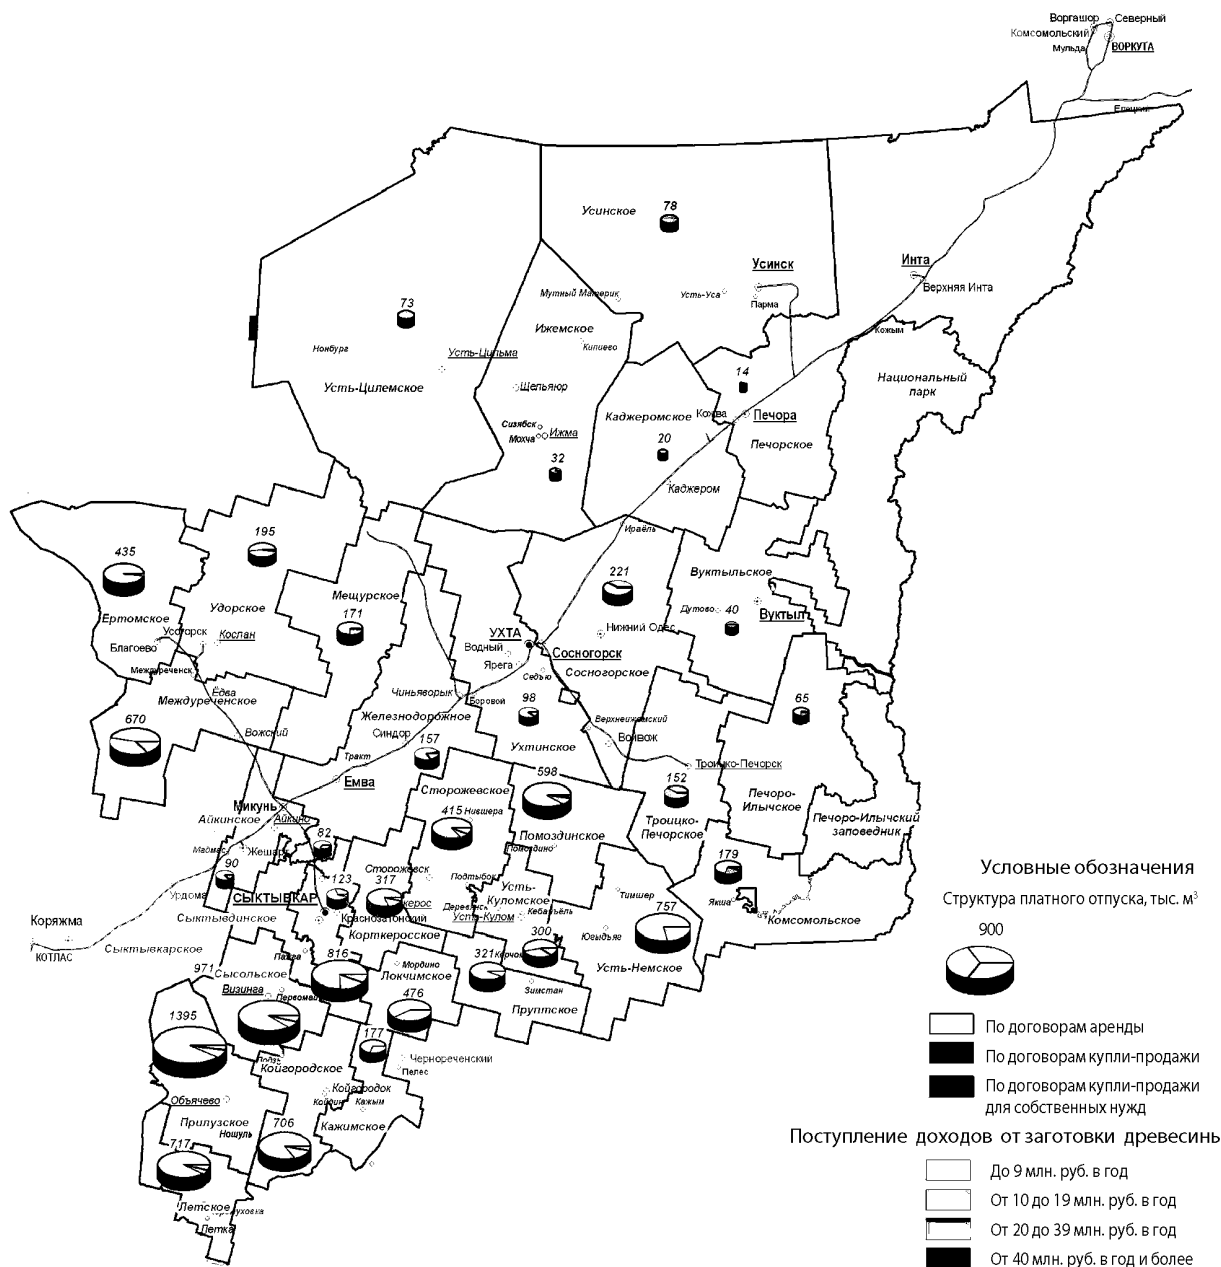 Воргашор
Северный
Комсомольский
Мульда
ВОРКУТА
Елецкий
78
Усинское
Усинск
Усть-Уса
Парма
Инта
Верхняя Инта
Кожым
Мутный Материк
Ижемское
Кипиево
73
Нонбург
Усть-Цильма
Усть-Цилемское
Щельяюр
Сизябск
Мохча
Ижма
32
14
Каджеромское
Кожва
Печора
20
Печорское
Каджером
Национальный
парк
Ираёль
195
435
Мещурское
171
Удорское
Ертомское
Усогорск
Кослан
Благоево
Междуреченск
Едва
Междуреченское
Вожский
670
221
Вуктыльское
Дутово
40
Вуктыл
УХТА
Нижний Одес
Водный
Сосногорск
Ярега
Седъю
Сосногорское
Чиньяворык
Боровой
98
Железнодорожное
Синдор
Ухтинское
157
Тракт
Емва
Верхнеижемский
Войвож
Троицко-Печорск
65
152
Троицко-
Печорское
Печоро-
Илычское
Печоро-Илычский
заповедник
Сторожевское
598
415
Нившера
Помоздинское
Помоздино
Микунь
Айкино
Айкинское
82
Мадмас
Жешарт
90
Урдома
Сторожевск
123
317
Подтыбок
Усть-
Куломское
Деревянск
Усть-Кулом
Кебанъёль
Тимшер
179
Якша
Комсомольское
757
СЫКТЫВКАР
Краснозатонский
керос
Коряжма
КОТЛАС
Сыктывдинское
Сыктывкарское
Корткеросское
300
Югыдъяг
Усть-Немское
971
Сысольское
Пажга
816
Мордино
Локчимское
321
Керчом
Зимстан
Пруптское
Визинга
Первомай
476
1395
177
Чернореченский
Пелес
Койгородское
Койгородок
Койдин
Кажым
Объячево
Прилузское
Ношуль
706
Кажимское
717
Летское
Летка
Условные обозначения
Структура платного отпуска, тыс. м³
900
По договорам аренды
По договорам купли-продажи
По договорам купли-продажи
для собственных нужд
Поступление доходов от заготовки древесинь
До 9 млн. руб. в год
От 10 до 19 млн. руб. в год
От 20 до 39 млн. руб. в год
От 40 млн. руб. в год и более